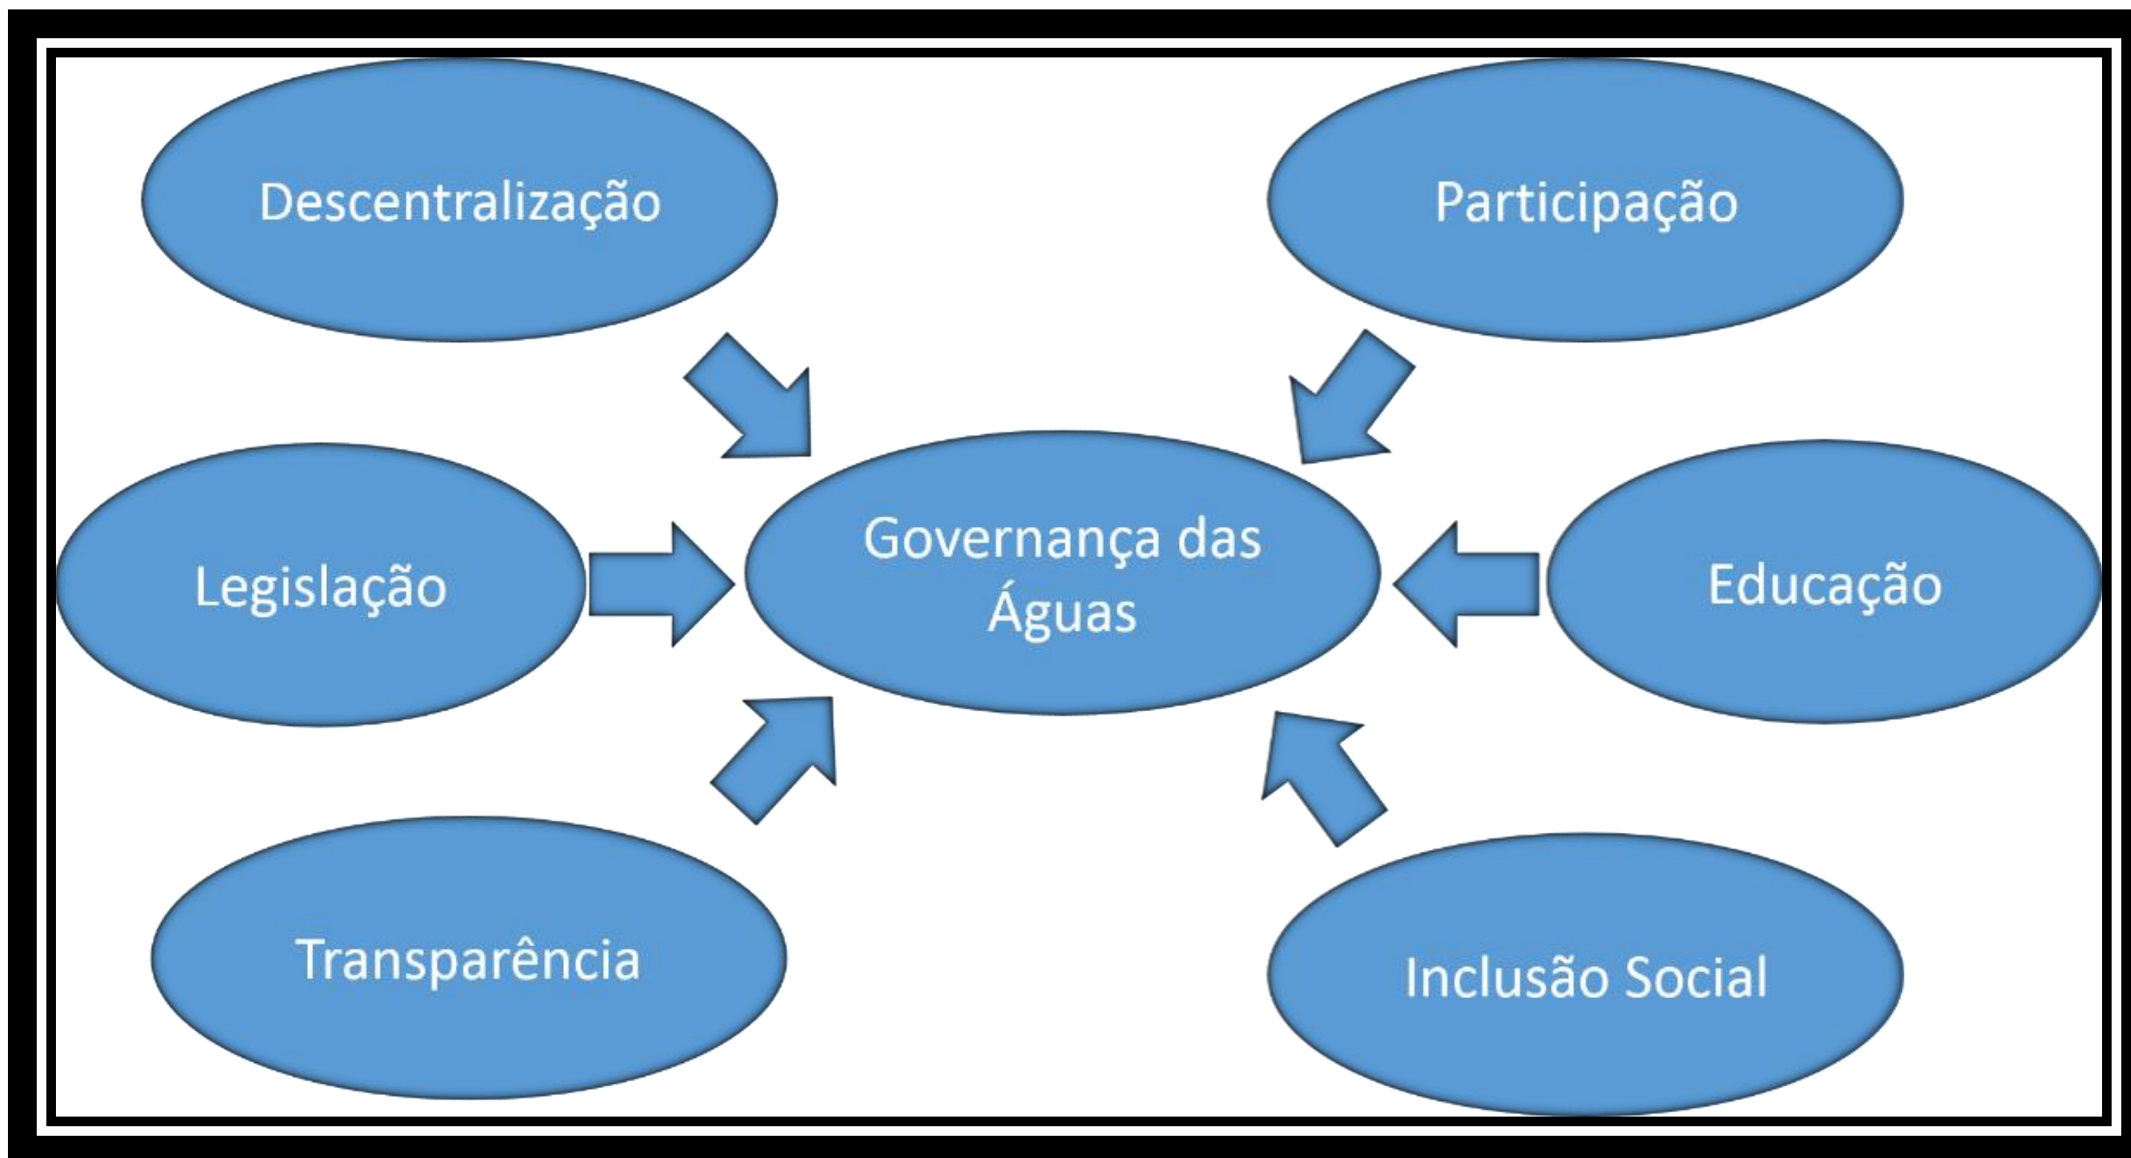 Descentralização
Participação
Governança das
Águas
Legislação
Educação
Transparência
Inclusão Social